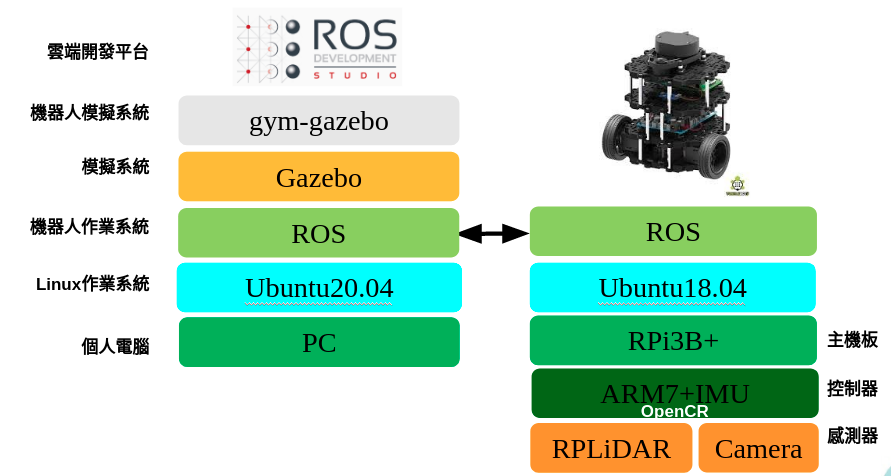 雲端開發平台
ROS
DEVELOPMENT
STUDIO
機器人模擬系統
gym-gazebo
模擬系統
Gazebo
機器人作業系統
ROS
ROS
Linux作業系統
Ubuntu20.04
Ubuntu18.04
個人電腦
PC
RPi3B+
主機板
ARM7+IMU
OpenCR
控制器
RPLiDAR
Camera
感測器